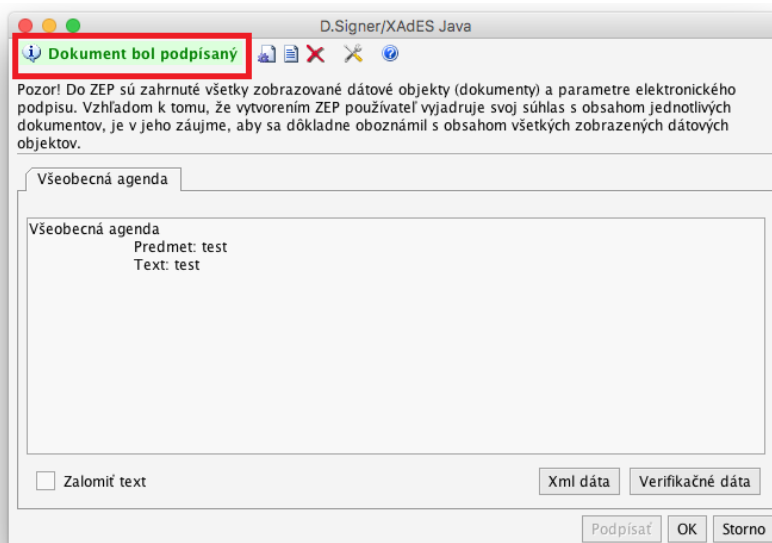 D.Signer/XAdES Java
Dokument bol podpísaný
Pozor! Do ZEP sú zahrnuté všetky zobrazované dátové objekty (dokumenty) a parametre elektronického
podpisu. Vzhľadom k tomu, že vytvorením ZEP používateľ vyjadruje svoj súhlas s obsahom jednotlivých
dokumentov, je v jeho záujme, aby sa dôkladne oboznámil s obsahom všetkých zobrazených dátových
objektov.
Všeobecná agenda
Všeobecná agenda
Predmet: test
Text: test
Zalomiť text
Xml dáta
Verifikačné dáta
Podpísať
OK
Storno